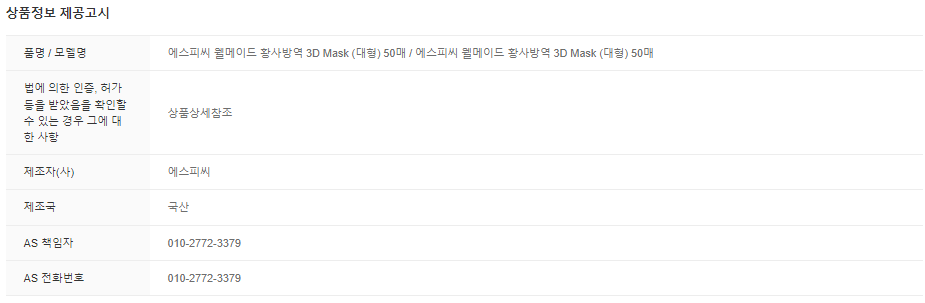 상품정보 제공고시
품명 / 모델명
에스피씨 웰메이드 황사방역 3D Mask (대형) 50매 / 에스피씨 웰메이드 황사방역 3D Mask (대형) 50매
법에 의한 인증, 허가
등을 받았음을 확인할
수 있는 경우 그에 대
한 사항
상품상세참조
제조자(사)
에스피씨
제조국
국산
AS 책임자
010-2772-3379
AS 전화번호
010-2772-3379